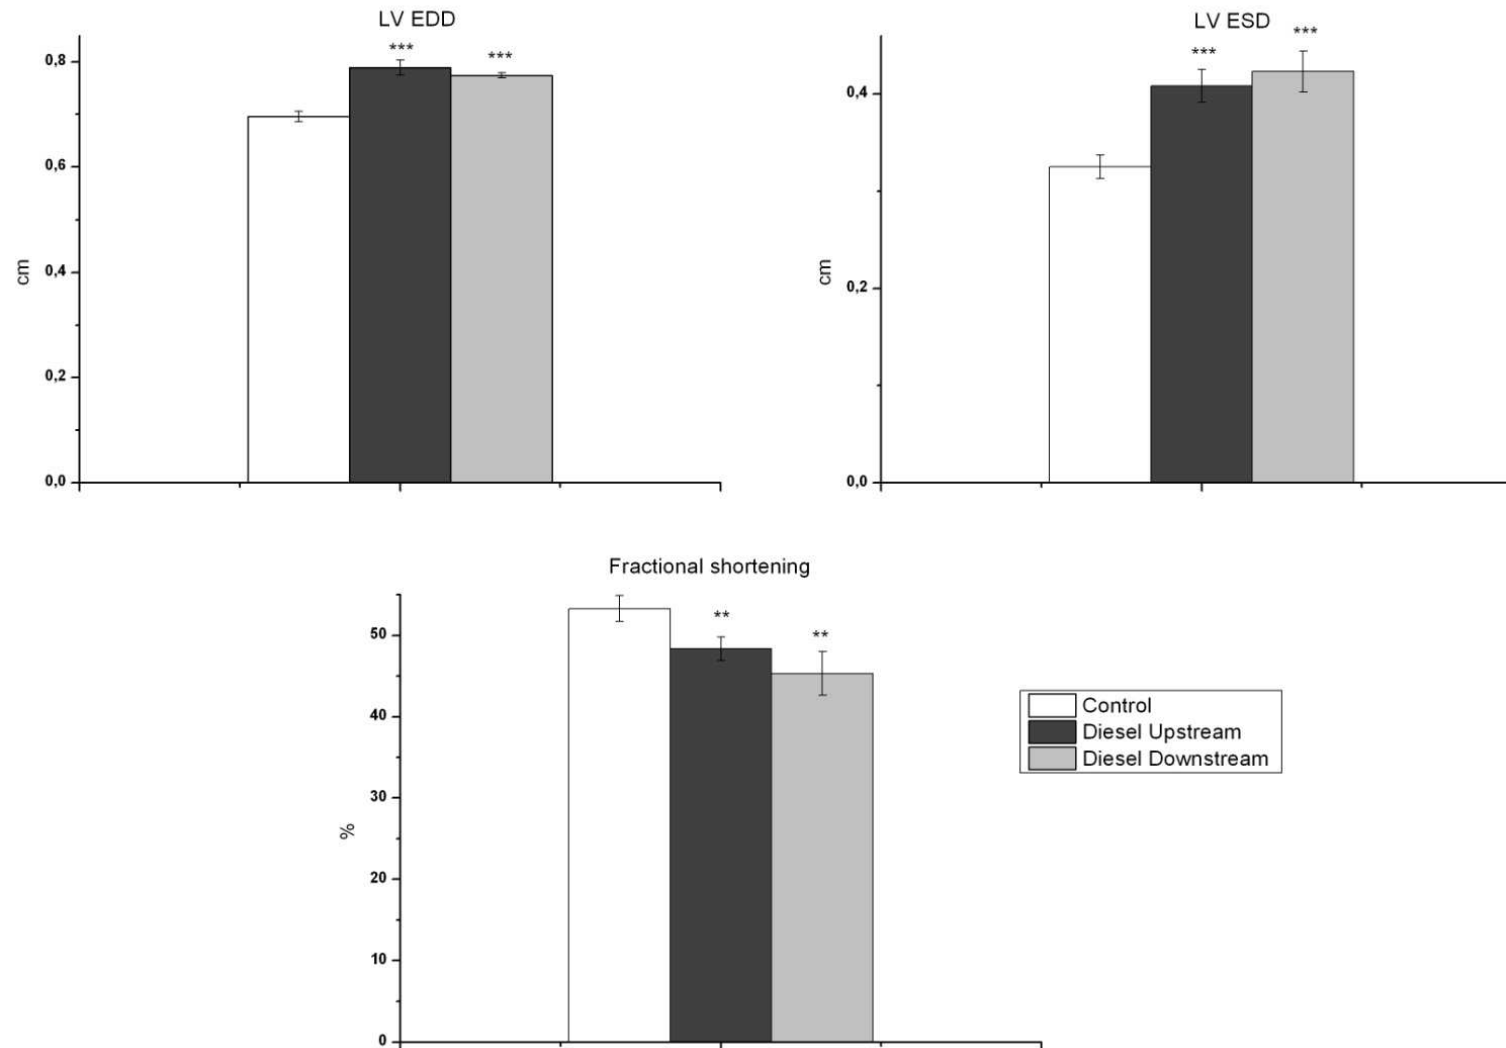 LV EDD
***
***
0,8
0,6
0,4
0,2
0,0
cm
LV ESD
***
***
0,4
0,2
0,0
cm
Fractional shortening
**
**
50
40
30
20
10
0
%
Control
Diesel Upstream
Diesel Downstream